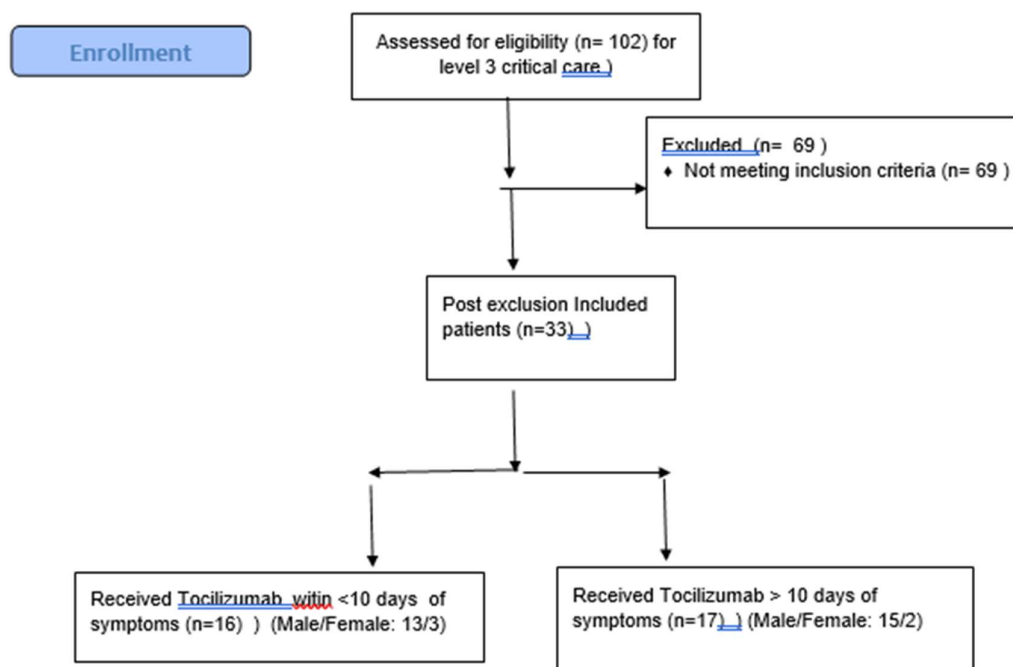 Enrollment
Assessed for eligibility (n= 102) for
level 3 critical care )
Excluded (n= 69 )
♦ Not meeting inclusion criteria (n= 69 )
Post exclusion Included
patients (n=33) )
Received Tocilizumab witin <10 days of
symptoms (n=16) ) (Male/Female: 13/3)
Received Tocilizumab > 10 days of
symptoms (n=17) ) (Male/Female: 15/2)